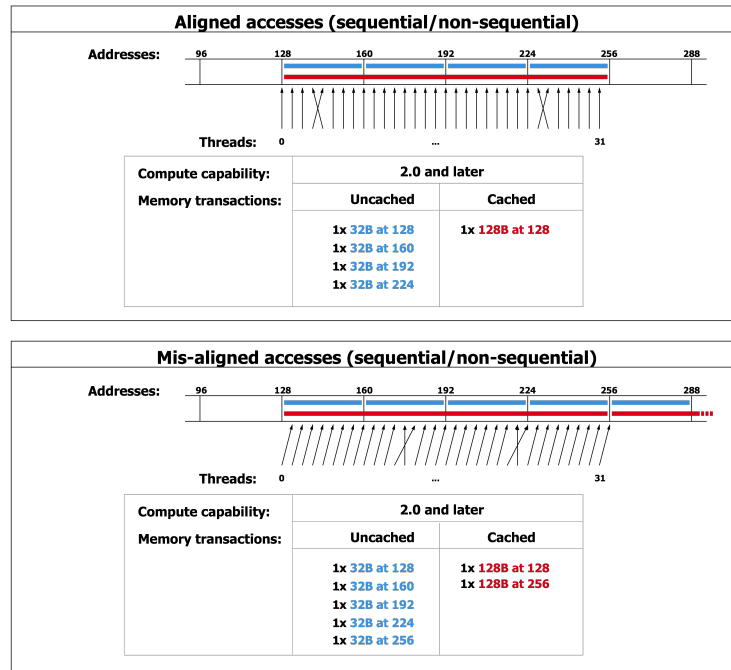 Aligned accesses (sequential/non-sequential)
Addresses: 96 128 160 192 224 256 288
Threads: 0 ... 31
Compute capability: 2.0 and later
Memory transactions: Uncached Cached
1x 32B at 128 1x 128B at 128
1x 32B at 160
1x 32B at 192
1x 32B at 224
Mis-aligned accesses (sequential/non-sequential)
Addresses: 96 128 160 192 224 256 288
Threads: 0 ... 31
Compute capability: 2.0 and later
Memory transactions: Uncached Cached
1x 32B at 128 1x 128B at 128
1x 32B at 160 1x 128B at 256
1x 32B at 192
1x 32B at 224
1x 32B at 256